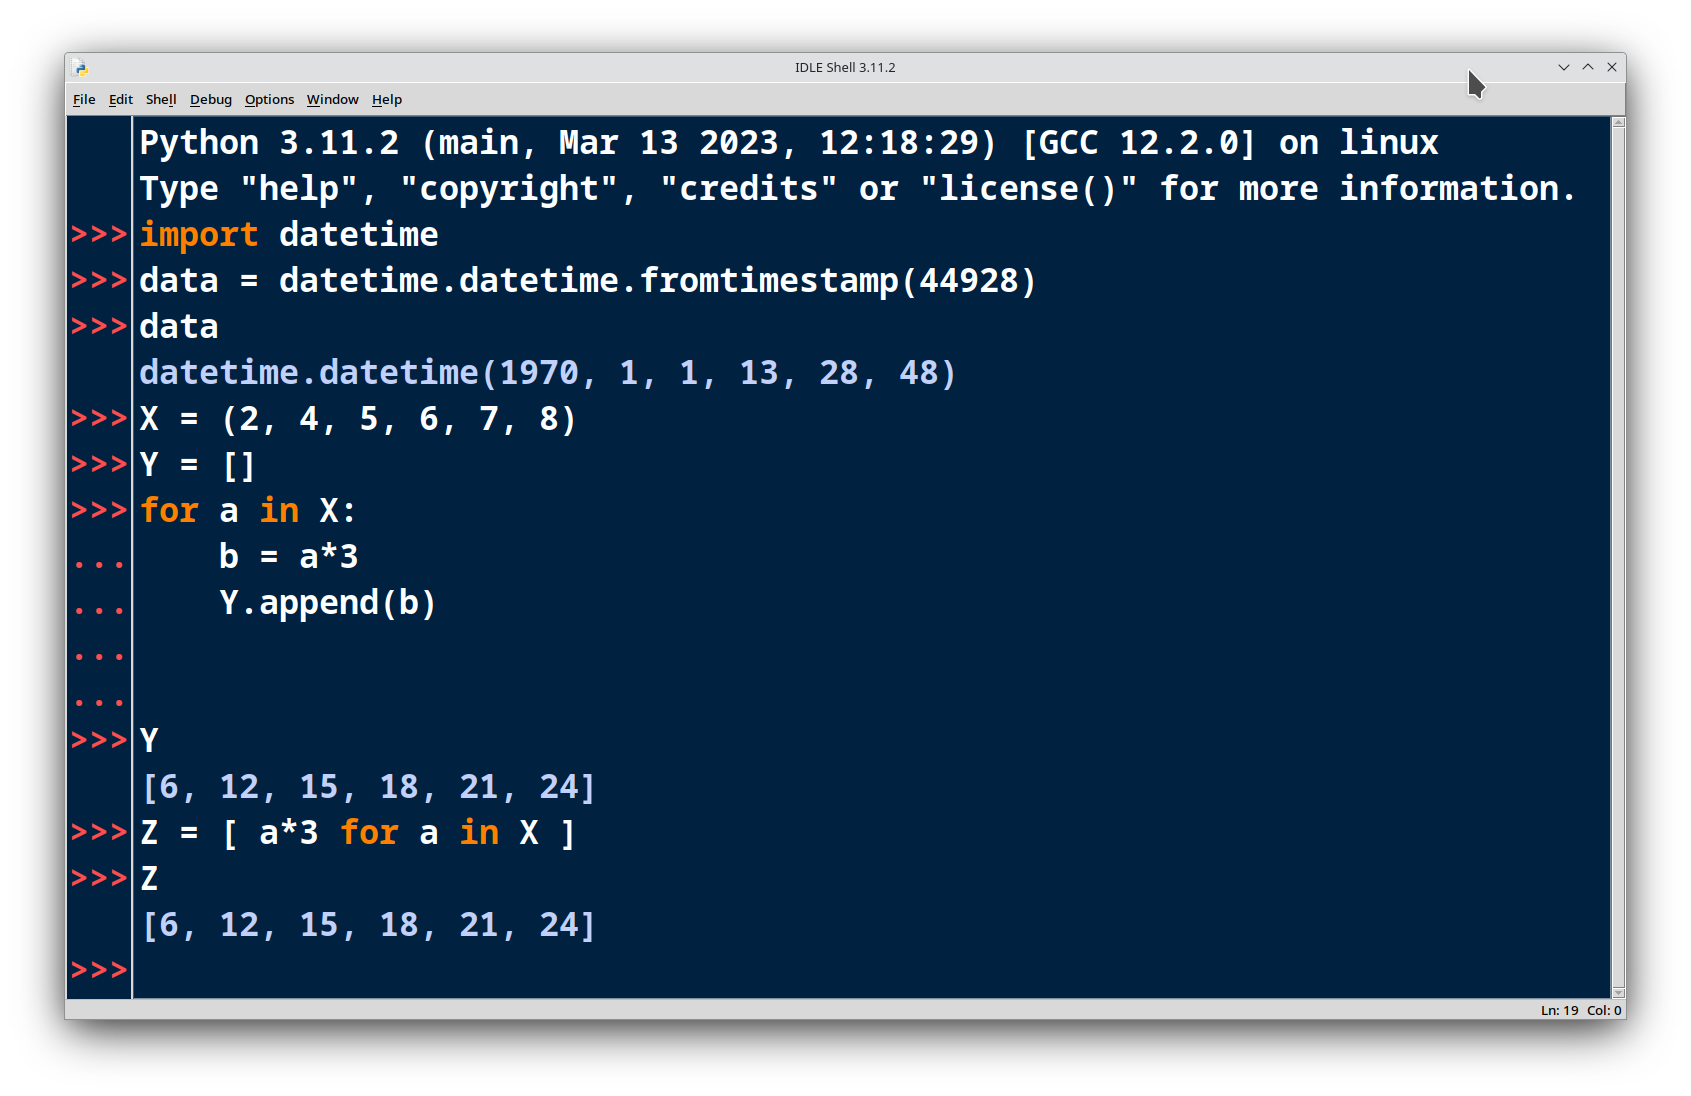 IDLE Shell 3.11.2
File Edit Shell Debug Options Window Help
Python 3.11.2 (main, Mar 13 2023, 12:18:29) [GCC 12.2.0] on linux
Type "help", "copyright", "credits" or "license()" for more information.
>>> import datetime
>>> data = datetime.datetime.fromtimestamp(44928)
>>> data
datetime.datetime(1970, 1, 1, 13, 28, 48)
>>> X = (2, 4, 5, 6, 7, 8)
>>> Y = []
>>> for a in X:
...     b = a*3
...     Y.append(b)
...
...
>>> Y
[6, 12, 15, 18, 21, 24]
>>> Z = [ a*3 for a in X ]
>>> Z
[6, 12, 15, 18, 21, 24]
>>>
Ln: 19 Col: 0